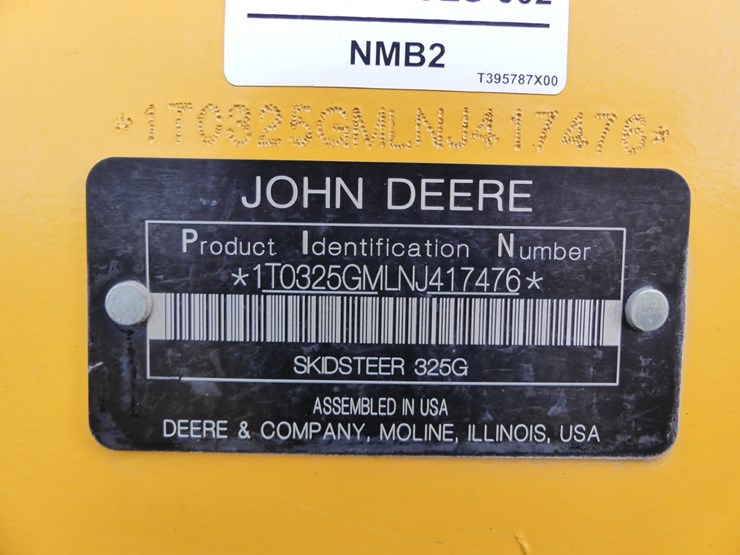 NMB2
T395787X00
*1T0325GMLNJ417476*
JOHN DEERE
Product Identification Number
*1T0325GMLNJ417476*
SKIDSTEER 325G
ASSEMBLED IN USA
DEERE & COMPANY, MOLINE, ILLINOIS, USA